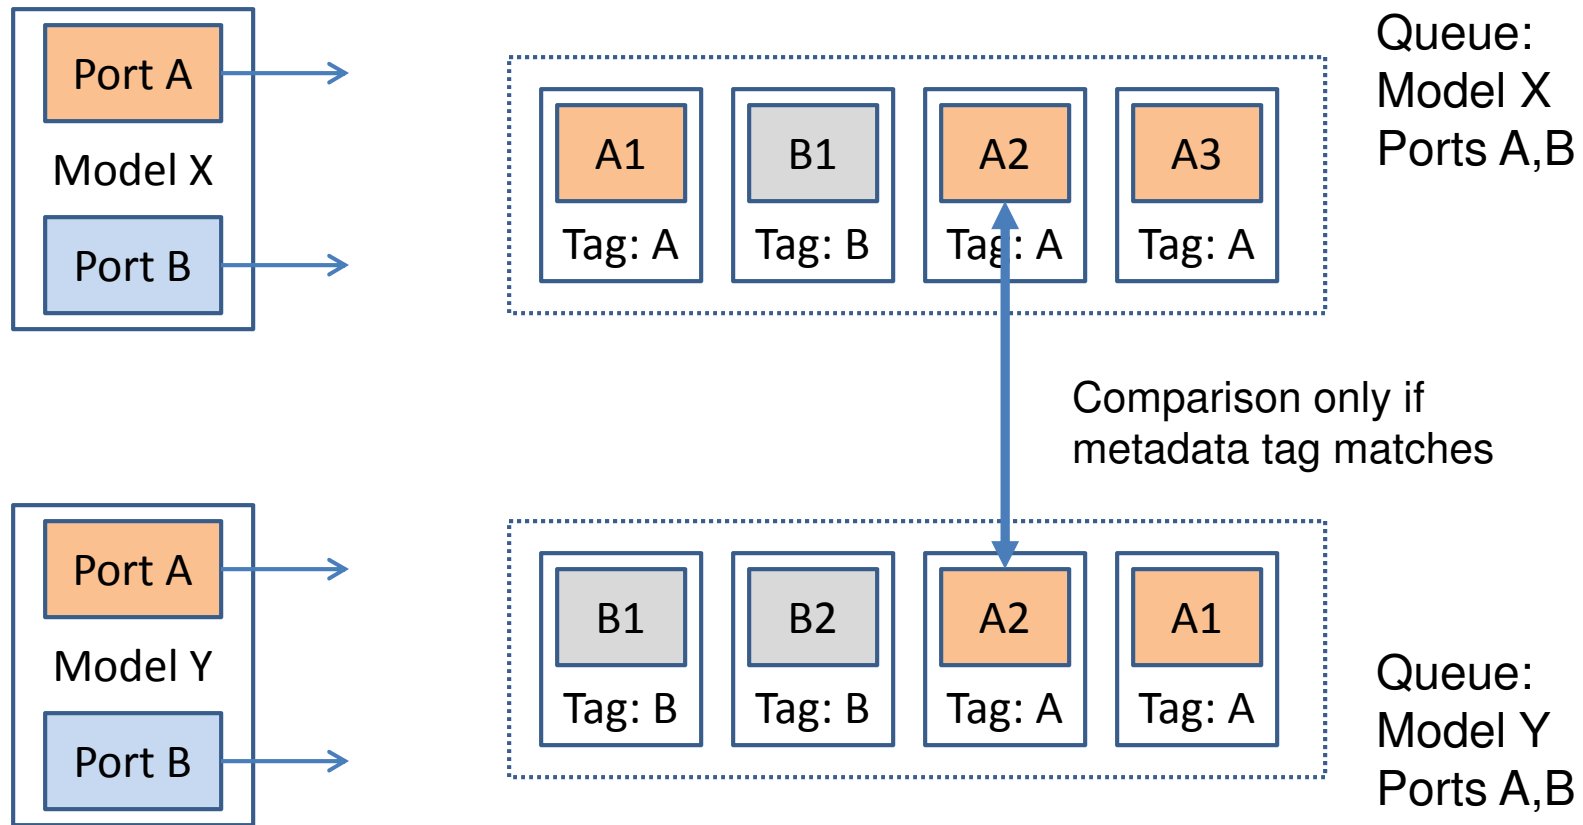 Port A
Model X
Port B
A1
B1
A2
A3
Tag: A
Tag: B
Tag: A
Tag: A
Queue:
Model X
Ports A,B
Comparison only if
metadata tag matches
Port A
Model Y
Port B
B1
B2
A2
A1
Tag: B
Tag: B
Tag: A
Tag: A
Queue:
Model Y
Ports A,B